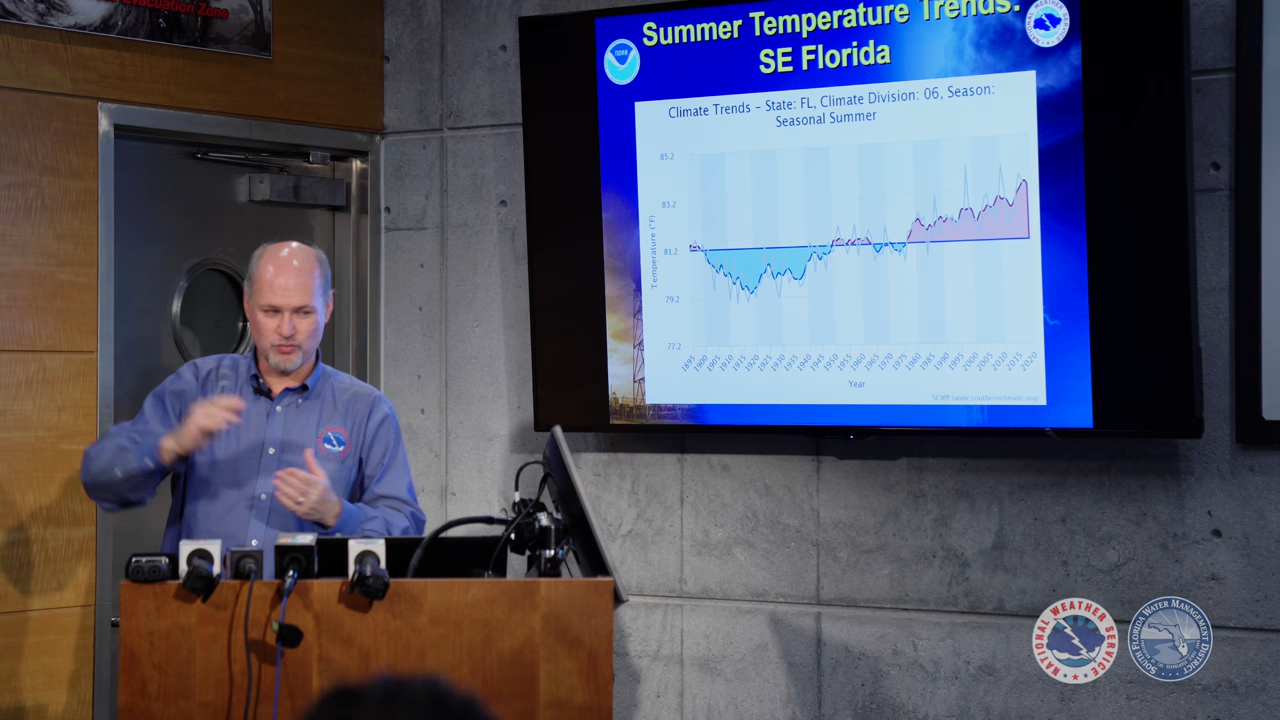 Evacuation Zone
Summer Temperature Trends:
SE Florida
NOAA
NATIONAL WEATHER SERVICE
Climate Trends – State: FL, Climate Division: 06, Season:
Seasonal Summer
85.2
83.2
81.2
79.2
77.2
Temperature (°F)
1895 1900 1905 1910 1915 1920 1925 1930 1935 1940 1945 1950 1955 1960 1965 1970 1975 1980 1985 1990 1995 2000 2005 2010 2015 2020
Year
SCIPP (www.southernclimate.org)
NATIONAL WEATHER SERVICE
SOUTH FLORIDA WATER MANAGEMENT DISTRICT